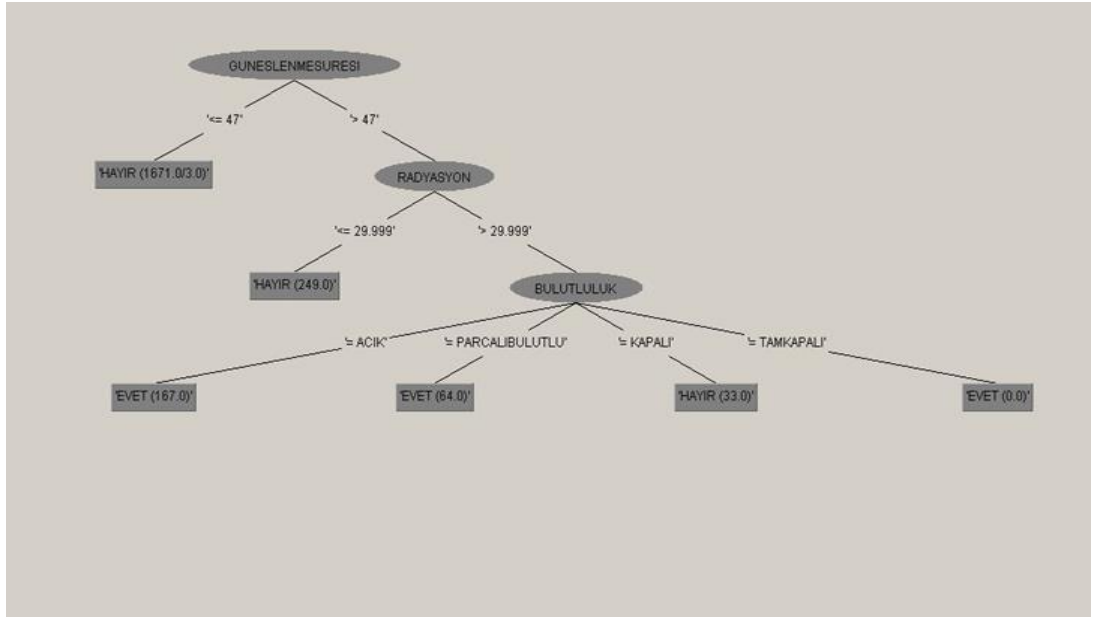 GUNESLENMESURESI
'<= 47'
'> 47'
'HAYIR (1671.0/3.0)'
RADYASYON
'<= 29.999'
'> 29.999'
'HAYIR (249.0)'
BULUTLULUK
'= ACIK'
'= PARCALIBULUTLU'
'= KAPALI'
'= TAMKAPALI'
'EVET (167.0)'
'EVET (64.0)'
'HAYIR (33.0)'
'EVET (0.0)'